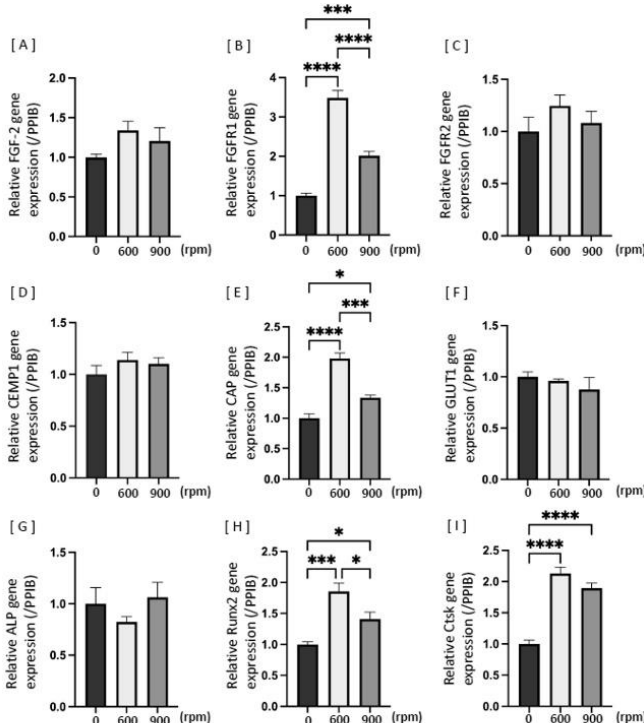 [ A ]
Relative FGF-2 gene
expression (/PPIB)
2.0
1.5
1.0
0.5
0.0
0 600 900 (rpm)
[ B ]
Relative FGFR1 gene
expression (/PPIB)
4
3
2
1
0
***
****
****
0 600 900 (rpm)
[ C ]
Relative FGFR2 gene
expression (/PPIB)
1.5
1.0
0.5
0.0
0 600 900 (rpm)
[ D ]
Relative CEMP1 gene
expression (/PPIB)
1.5
1.0
0.5
0.0
0 600 900 (rpm)
[ E ]
Relative CAP gene
expression (/PPIB)
2.5
2.0
1.5
1.0
0.5
0.0
*
***
****
0 600 900 (rpm)
[ F ]
Relative GLUT1 gene
expression (/PPIB)
1.5
1.0
0.5
0.0
0 600 900 (rpm)
[ G ]
Relative ALP gene
expression (/PPIB)
1.5
1.0
0.5
0.0
0 600 900 (rpm)
[ H ]
Relative Runx2 gene
expression (/PPIB)
2.5
2.0
1.5
1.0
0.5
0.0
*
*** *
0 600 900 (rpm)
[ I ]
Relative Ctsk gene
expression (/PPIB)
2.5
2.0
1.5
1.0
0.5
0.0
****
****
0 600 900 (rpm)